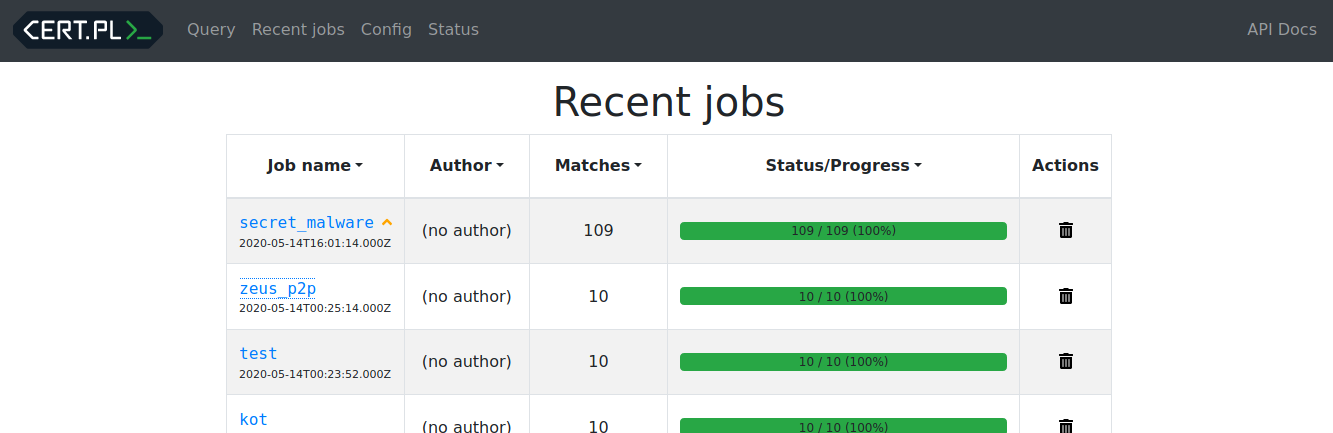 CERT.PL>_ Query Recent jobs Config Status API Docs
Recent jobs
Job name Author Matches Status/Progress Actions
secret_malware
2020-05-14T16:01:14.000Z
(no author) 109 109 / 109 (100%)
zeus_p2p
2020-05-14T00:25:14.000Z
(no author) 10 10 / 10 (100%)
test
2020-05-14T00:23:52.000Z
(no author) 10 10 / 10 (100%)
kot
(no author) 10 10 / 10 (100%)